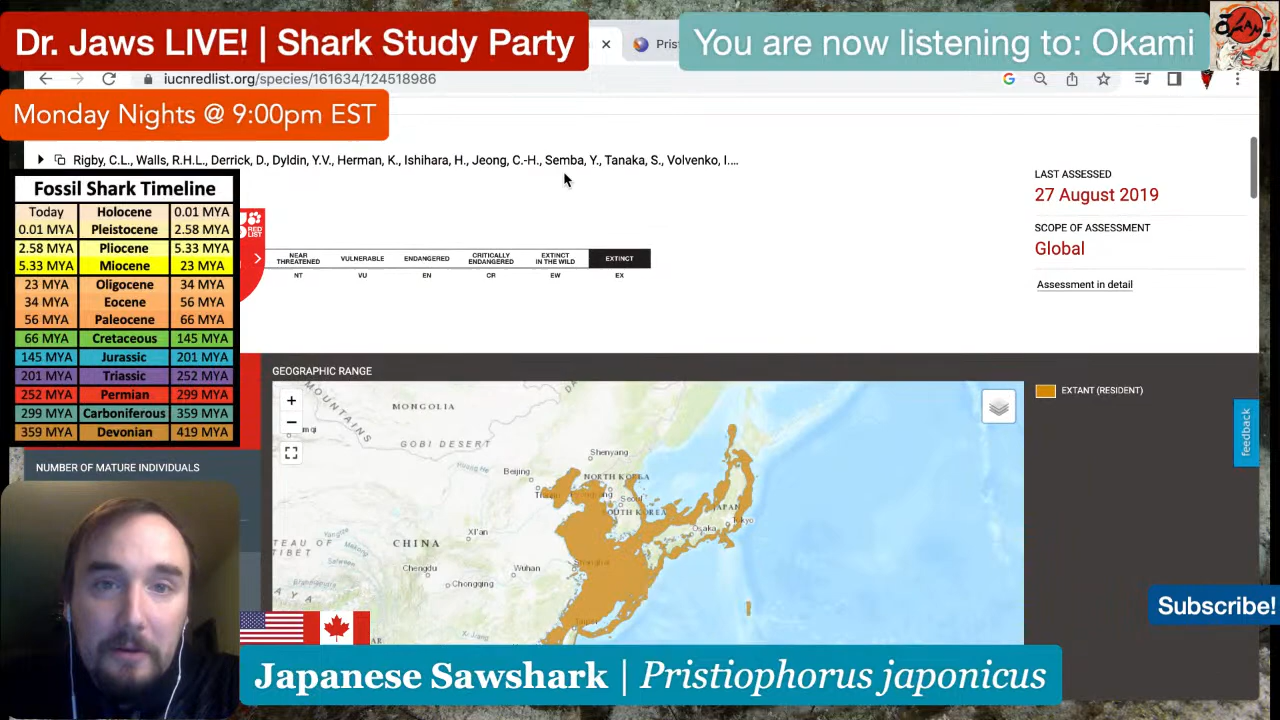 Dr. Jaws LIVE! | Shark Study Party
You are now listening to: Okami
iucnredlist.org/species/161634/124518986
Monday Nights @ 9:00pm EST
Rigby, C.L., Walls, R.H.L., Derrick, D., Dyldin, Y.V., Herman, K., Ishihara, H., Jeong, C.-H., Semba, Y., Tanaka, S., Volvenko, I....
LAST ASSESSED
27 August 2019
SCOPE OF ASSESSMENT
Global
Assessment in detail
Fossil Shark Timeline
Today Holocene 0.01 MYA
0.01 MYA Pleistocene 2.58 MYA
2.58 MYA Pliocene 5.33 MYA
5.33 MYA Miocene 23 MYA
23 MYA Oligocene 34 MYA
34 MYA Eocene 56 MYA
56 MYA Paleocene 66 MYA
66 MYA Cretaceous 145 MYA
145 MYA Jurassic 201 MYA
201 MYA Triassic 252 MYA
252 MYA Permian 299 MYA
299 MYA Carboniferous 359 MYA
359 MYA Devonian 419 MYA
RED LIST
NEAR THREATENED VULNERABLE ENDANGERED CRITICALLY ENDANGERED EXTINCT IN THE WILD EXTINCT
NT VU EN CR EW EX
GEOGRAPHIC RANGE
EXTANT (RESIDENT)
feedback
NUMBER OF MATURE INDIVIDUALS
+
−
MONGOLIA
GOBI DESERT
MOUNTAINS
Shenyang
Beijing
NORTH KOREA
Seoul
JAPAN
Osaka
Tokyo
Xi'an
CHINA
Chengdu
Wuhan
Chongqing
Subscribe!
Japanese Sawshark | Pristiophorus japonicus